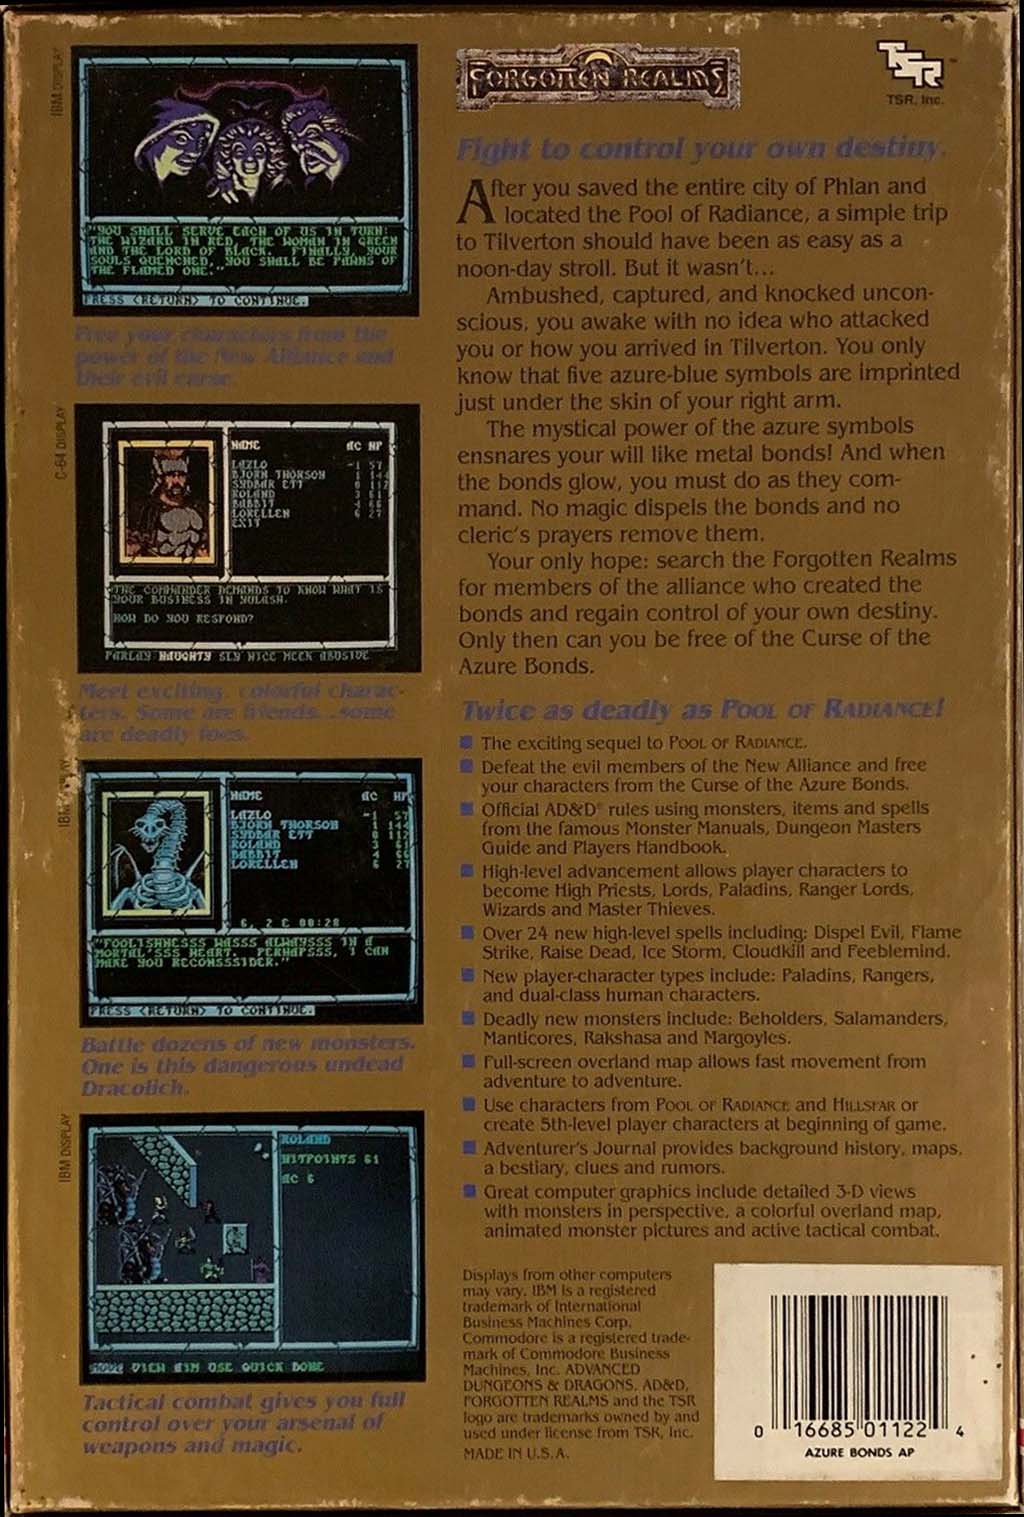 IBM DISPLAY
"YOU SHALL SERVE EACH OF US IN TURN:
THE WIZARD IN RED, THE WOMAN IN GREEN
AND THE LORD OF BLACK. FINALLY, YOUR
SOULS QUENCHED, YOU SHALL BE PAWNS OF
THE FLAMED ONE."
PRESS <RETURN> TO CONTINUE.
Free your characters from the
power of the New Alliance and
their evil curse.
C-64 DISPLAY
NAME AC HP
LAZLO -1 57
BJORN THORSON 1 144
SYDBAR ETT 0 112
ROLAND 3 61
BABBIT -4 66
LORELLEN 6 27
EXIT
THE COMMANDER DEMANDS TO KNOW WHAT IS
YOUR BUSINESS IN YULASH.
HOW DO YOU RESPOND?
PARLAY HAUGHTY SLY NICE MEEK ABUSIVE
Meet exciting, colorful charac-
ters. Some are friends...some
are deadly foes.
IBM DISPLAY
NAME AC HP
LAZLO -1 57
BJORN THORSON 1 144
SYDBAR ETT 0 112
ROLAND 3 61
BABBIT -4 66
LORELLEN 6 27
6, 2 E 00:28
"FOOLISHNESSS WASSS ALWAYSSS IN A
MORTAL'SSS HEART. PERHAPSSS, I CAN
MAKE YOU RECONSSSIDER."
PRESS <RETURN> TO CONTINUE.
Battle dozens of new monsters.
One is this dangerous undead
Dracolich.
IBM DISPLAY
ROLAND
HITPOINTS 61
AC 6
MOVE VIEW AIM USE QUICK DONE
Tactical combat gives you full
control over your arsenal of
weapons and magic.
FORGOTTEN REALMS
TSR
TSR, Inc.
Fight to control your own destiny.
After you saved the entire city of Phlan and
located the Pool of Radiance, a simple trip
to Tilverton should have been as easy as a
noon-day stroll. But it wasn't...
Ambushed, captured, and knocked uncon-
scious, you awake with no idea who attacked
you or how you arrived in Tilverton. You only
know that five azure-blue symbols are imprinted
just under the skin of your right arm.
The mystical power of the azure symbols
ensnares your will like metal bonds! And when
the bonds glow, you must do as they com-
mand. No magic dispels the bonds and no
cleric's prayers remove them.
Your only hope: search the Forgotten Realms
for members of the alliance who created the
bonds and regain control of your own destiny.
Only then can you be free of the Curse of the
Azure Bonds.
Twice as deadly as POOL OF RADIANCE!
■ The exciting sequel to POOL OF RADIANCE.
■ Defeat the evil members of the New Alliance and free
your characters from the Curse of the Azure Bonds.
■ Official AD&D® rules using monsters, items and spells
from the famous Monster Manuals, Dungeon Masters
Guide and Players Handbook.
■ High-level advancement allows player characters to
become High Priests, Lords, Paladins, Ranger Lords,
Wizards and Master Thieves.
■ Over 24 new high-level spells including: Dispel Evil, Flame
Strike, Raise Dead, Ice Storm, Cloudkill and Feeblemind.
■ New player-character types include: Paladins, Rangers,
and dual-class human characters.
■ Deadly new monsters include: Beholders, Salamanders,
Manticores, Rakshasa and Margoyles.
■ Full-screen overland map allows fast movement from
adventure to adventure.
■ Use characters from POOL OF RADIANCE and HILLSFAR or
create 5th-level player characters at beginning of game.
■ Adventurer's Journal provides background history, maps,
a bestiary, clues and rumors.
■ Great computer graphics include detailed 3-D views
with monsters in perspective, a colorful overland map,
animated monster pictures and active tactical combat.
Displays from other computers
may vary. IBM is a registered
trademark of International
Business Machines Corp.
Commodore is a registered trade-
mark of Commodore Business
Machines, Inc. ADVANCED
DUNGEONS & DRAGONS, AD&D,
FORGOTTEN REALMS and the TSR
logo are trademarks owned by and
used under license from TSR, Inc.
MADE IN U.S.A.
0 16685 01122 4
AZURE BONDS AP